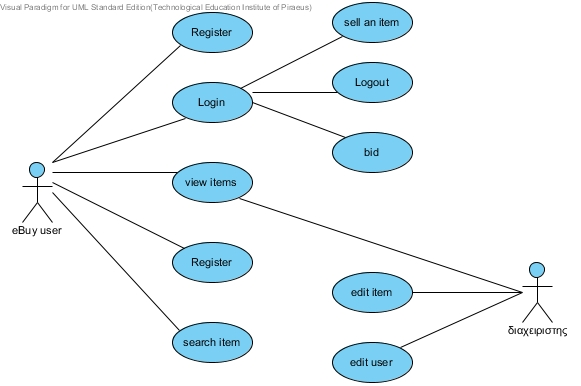 Visual Paradigm for UML Standard Edition(Technological Education Institute of Piraeus)
Register
sell an item
Login
Logout
bid
view items
eBuy user
Register
edit item
διαχειριστης
search item
edit user